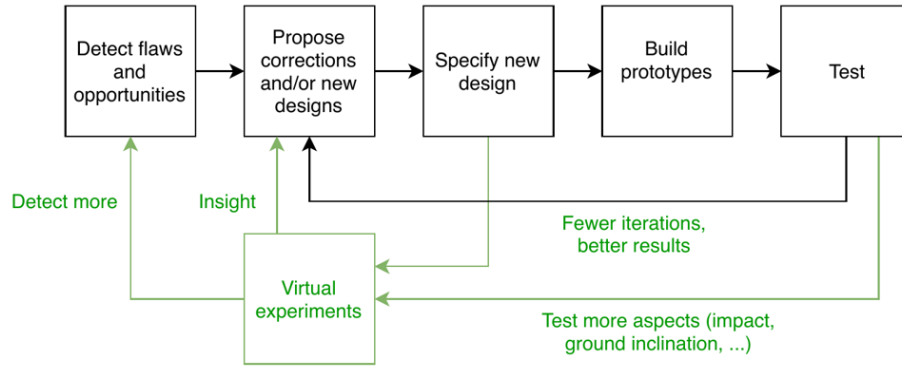 Detect flaws
and
opportunities
Propose
corrections
and/or new
designs
Specify new
design
Build
prototypes
Test
Detect more
Insight
Fewer iterations,
better results
Virtual
experiments
Test more aspects (impact,
ground inclination, ...)